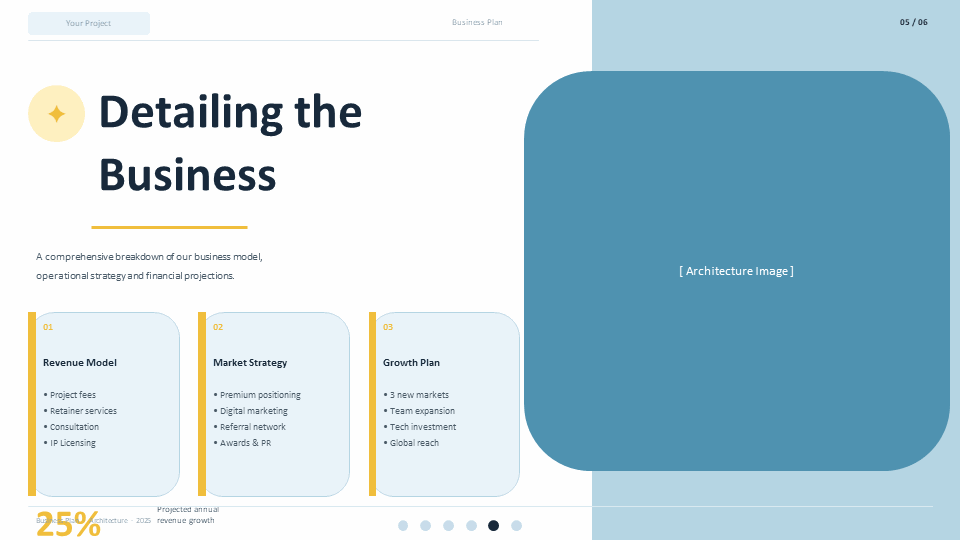 Your Project
Business Plan
05 / 06
✦
Detailing the
Business
A comprehensive breakdown of our business model,
operational strategy and financial projections.
[ Architecture Image ]
01
Revenue Model
• Project fees
• Retainer services
• Consultation
• IP Licensing
02
Market Strategy
• Premium positioning
• Digital marketing
• Referral network
• Awards & PR
03
Growth Plan
• 3 new markets
• Team expansion
• Tech investment
• Global reach
25%
Projected annual
revenue growth
Business Plan · Architecture · 2025